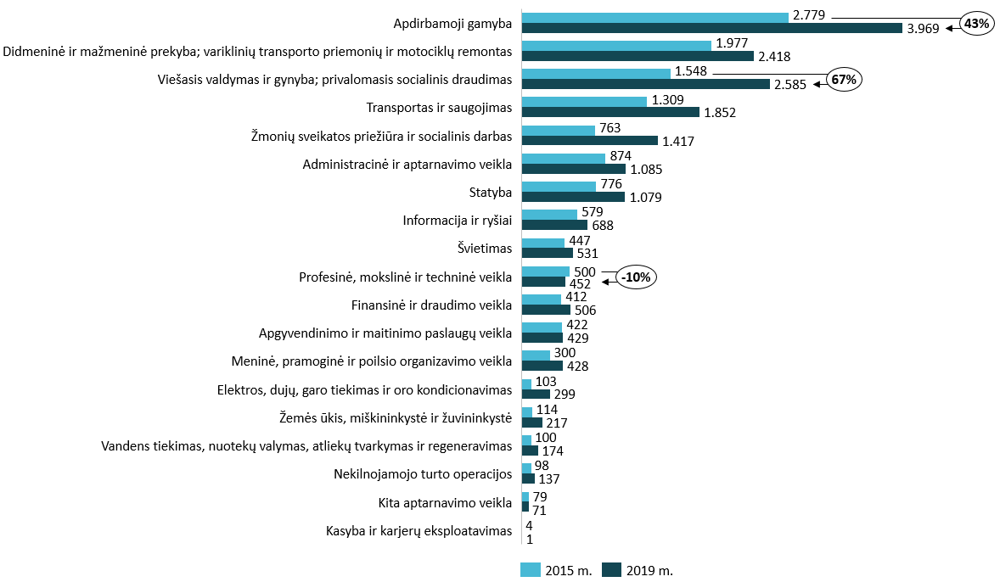 Apdirbamoji gamyba 2.779 43%
3.969
Didmeninė ir mažmeninė prekyba; variklinių transporto priemonių ir motociklų remontas 1.977
2.418
Viešasis valdymas ir gynyba; privalomasis socialinis draudimas 1.548 67%
2.585
Transportas ir saugojimas 1.309
1.852
Žmonių sveikatos priežiūra ir socialinis darbas 763
1.417
Administracinė ir aptarnavimo veikla 874
1.085
Statyba 776
1.079
Informacija ir ryšiai 579
688
Švietimas 447
531
Profesinė, mokslinė ir techninė veikla 500 -10%
452
Finansinė ir draudimo veikla 412
506
Apgyvendinimo ir maitinimo paslaugų veikla 422
429
Meninė, pramoginė ir poilsio organizavimo veikla 300
428
Elektros, dujų, garo tiekimas ir oro kondicionavimas 103
299
Žemės ūkis, miškininkystė ir žuvininkystė 114
217
Vandens tiekimas, nuotekų valymas, atliekų tvarkymas ir regeneravimas 100
174
Nekilnojamojo turto operacijos 98
137
Kita aptarnavimo veikla 79
71
Kasyba ir karjerų eksploatavimas 4
1
2015 m. 2019 m.